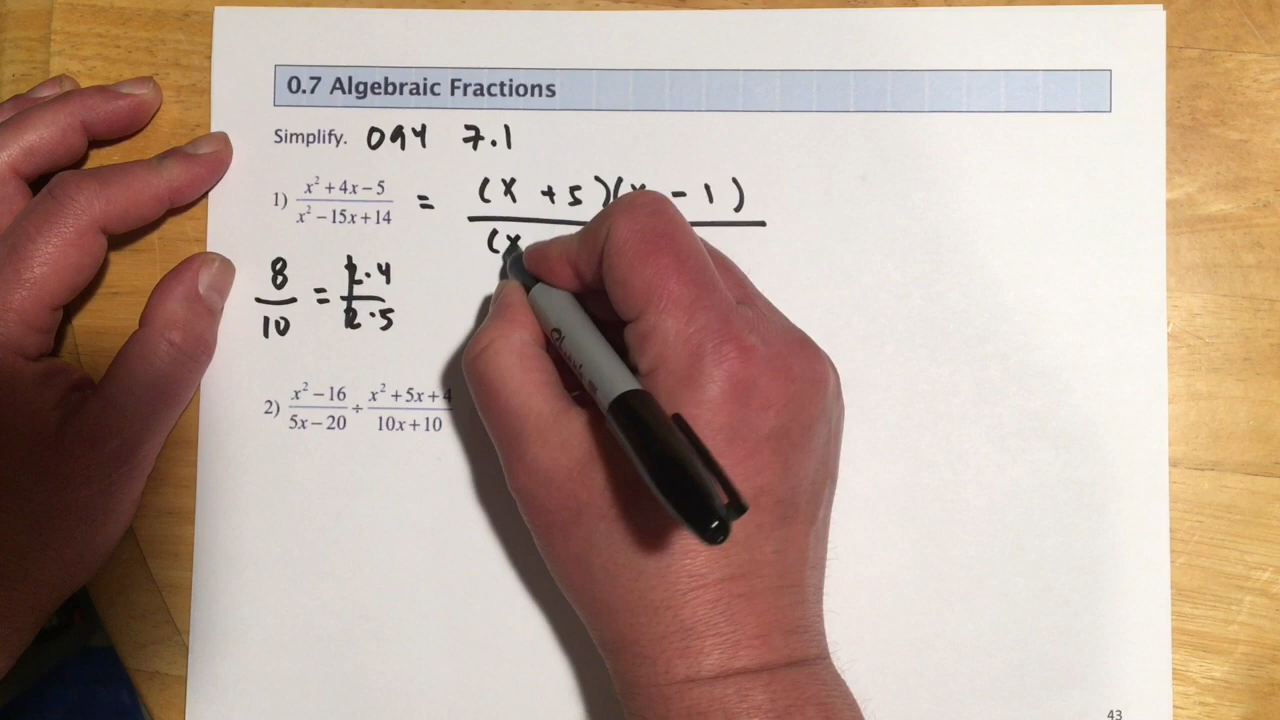 0.7 Algebraic Fractions
Simplify. 094 7.1
1) x² + 4x – 5 / x² – 15x + 14 = (x + 5)(x – 1) / (x
8 / 10 = 2 · 4 / 2 · 5
2) x² – 16 / 5x – 20 ÷ x² + 5x + 4 / 10x + 10
43